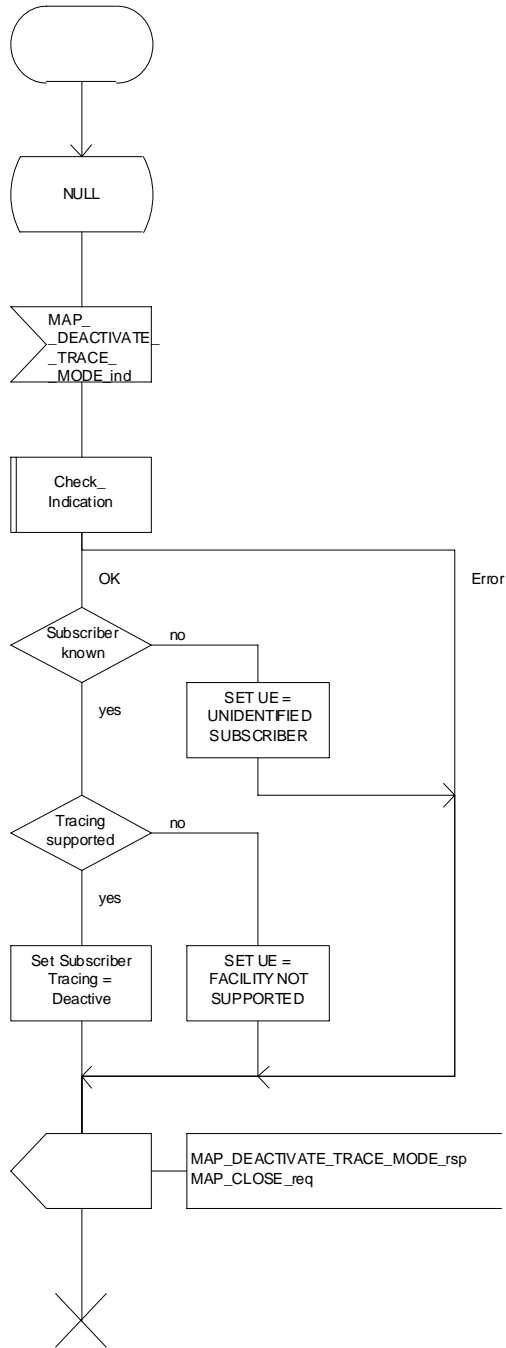 NULL
MAP_
_DEACTIVATE_
_TRACE_
_MODE_ind
Check_
Indication
OK
Error
Subscriber
known
no
yes
SET UE =
UNIDENTIFIED
SUBSCRIBER
Tracing
supported
no
yes
Set Subscriber
Tracing =
Deactive
SET UE =
FACILITY NOT
SUPPORTED
MAP_DEACTIVATE_TRACE_MODE_rsp
MAP_CLOSE_req